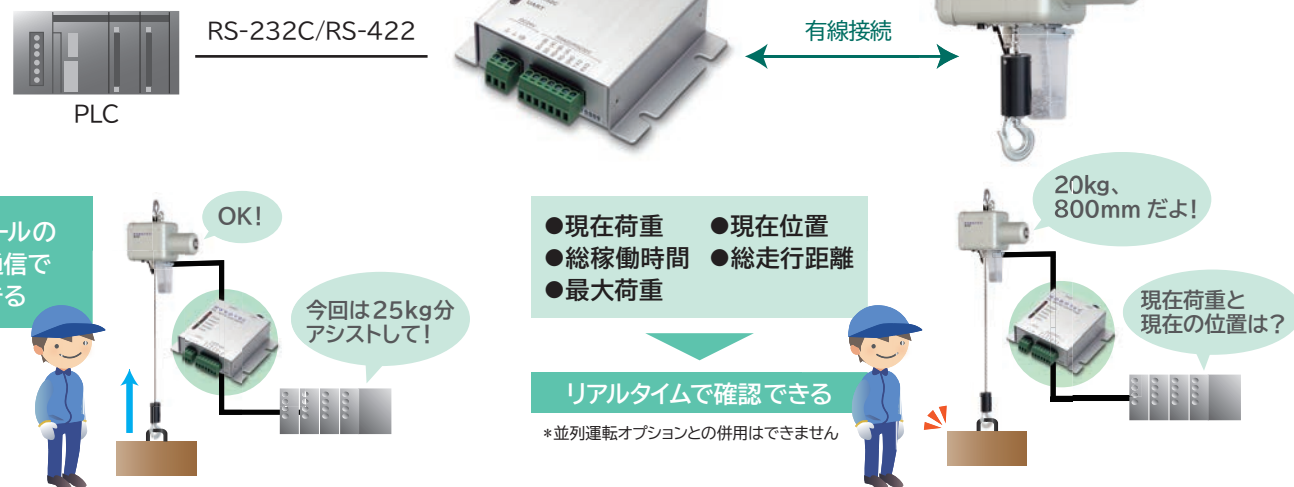 UART
RS-232C/RS-422
有線接続
PLC
ールの
通信で
きる
OK!
今回は25kg分
アシストして!
●現在荷重 ●現在位置
●総稼働時間 ●総走行距離
●最大荷重
リアルタイムで確認できる
*並列運転オプションとの併用はできません
20kg、
800mm だよ!
現在荷重と
現在の位置は?